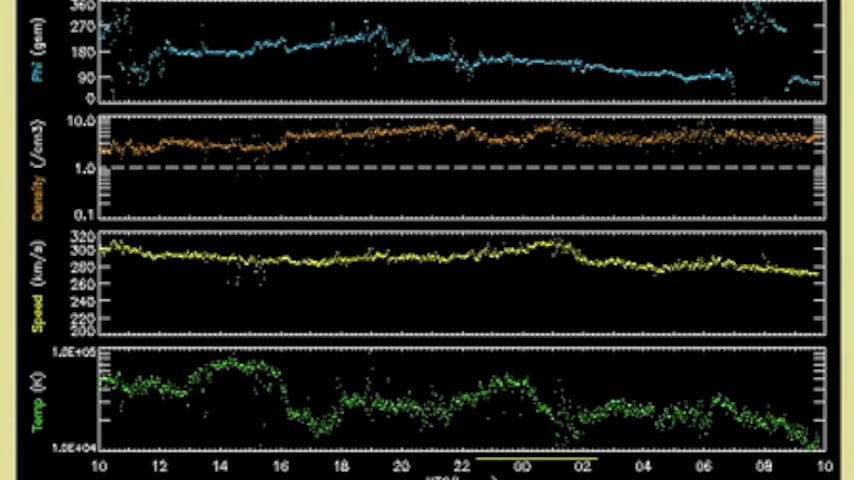 360
270
180
90
0
Phi (gsm)
10.0
1.0
0.1
Density (/cm3)
320
300
280
260
240
220
200
Speed (km/s)
1.0E+05
1.0E+04
Temp (K)
10 12 14 16 18 20 22 00 02 04 06 08 10